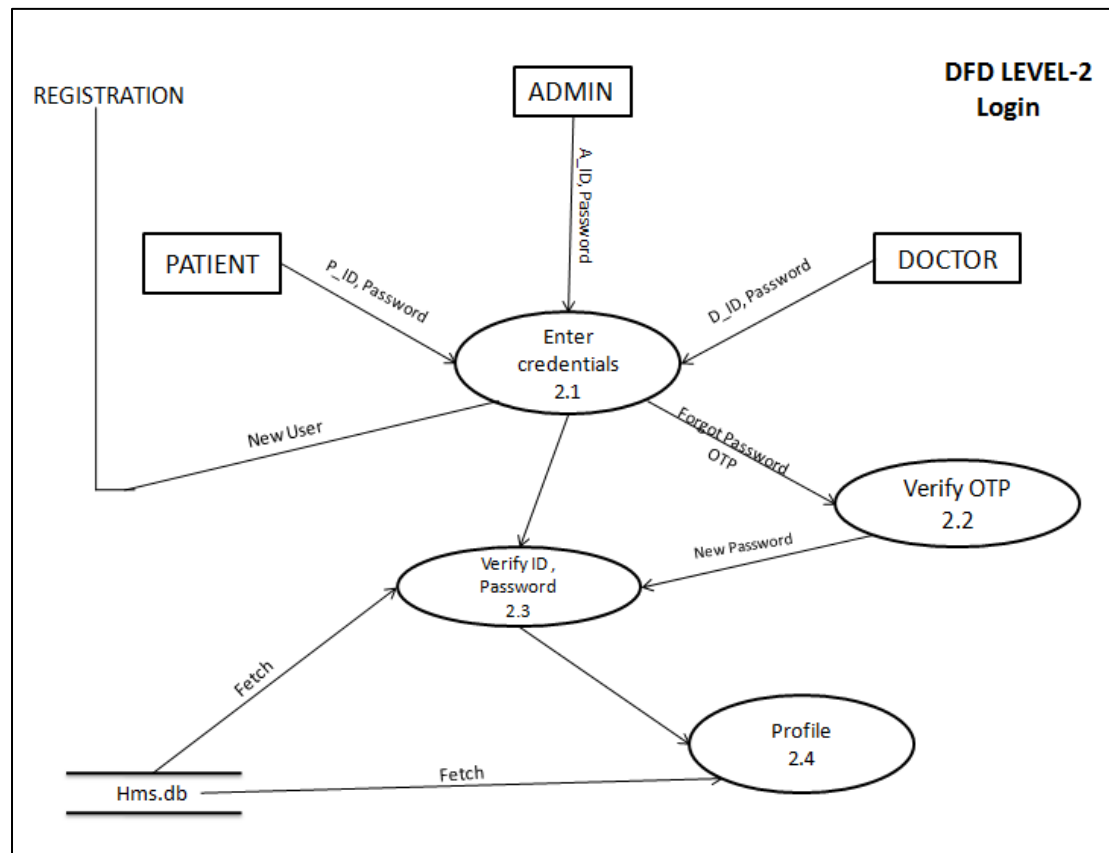 DFD LEVEL-2
Login
REGISTRATION
ADMIN
A_ID, Password
PATIENT
P_ID, Password
DOCTOR
D_ID, Password
Enter
credentials
2.1
New User
Forgot Password
OTP
Verify OTP
2.2
New Password
Verify ID ,
Password
2.3
Fetch
Profile
2.4
Fetch
Hms.db